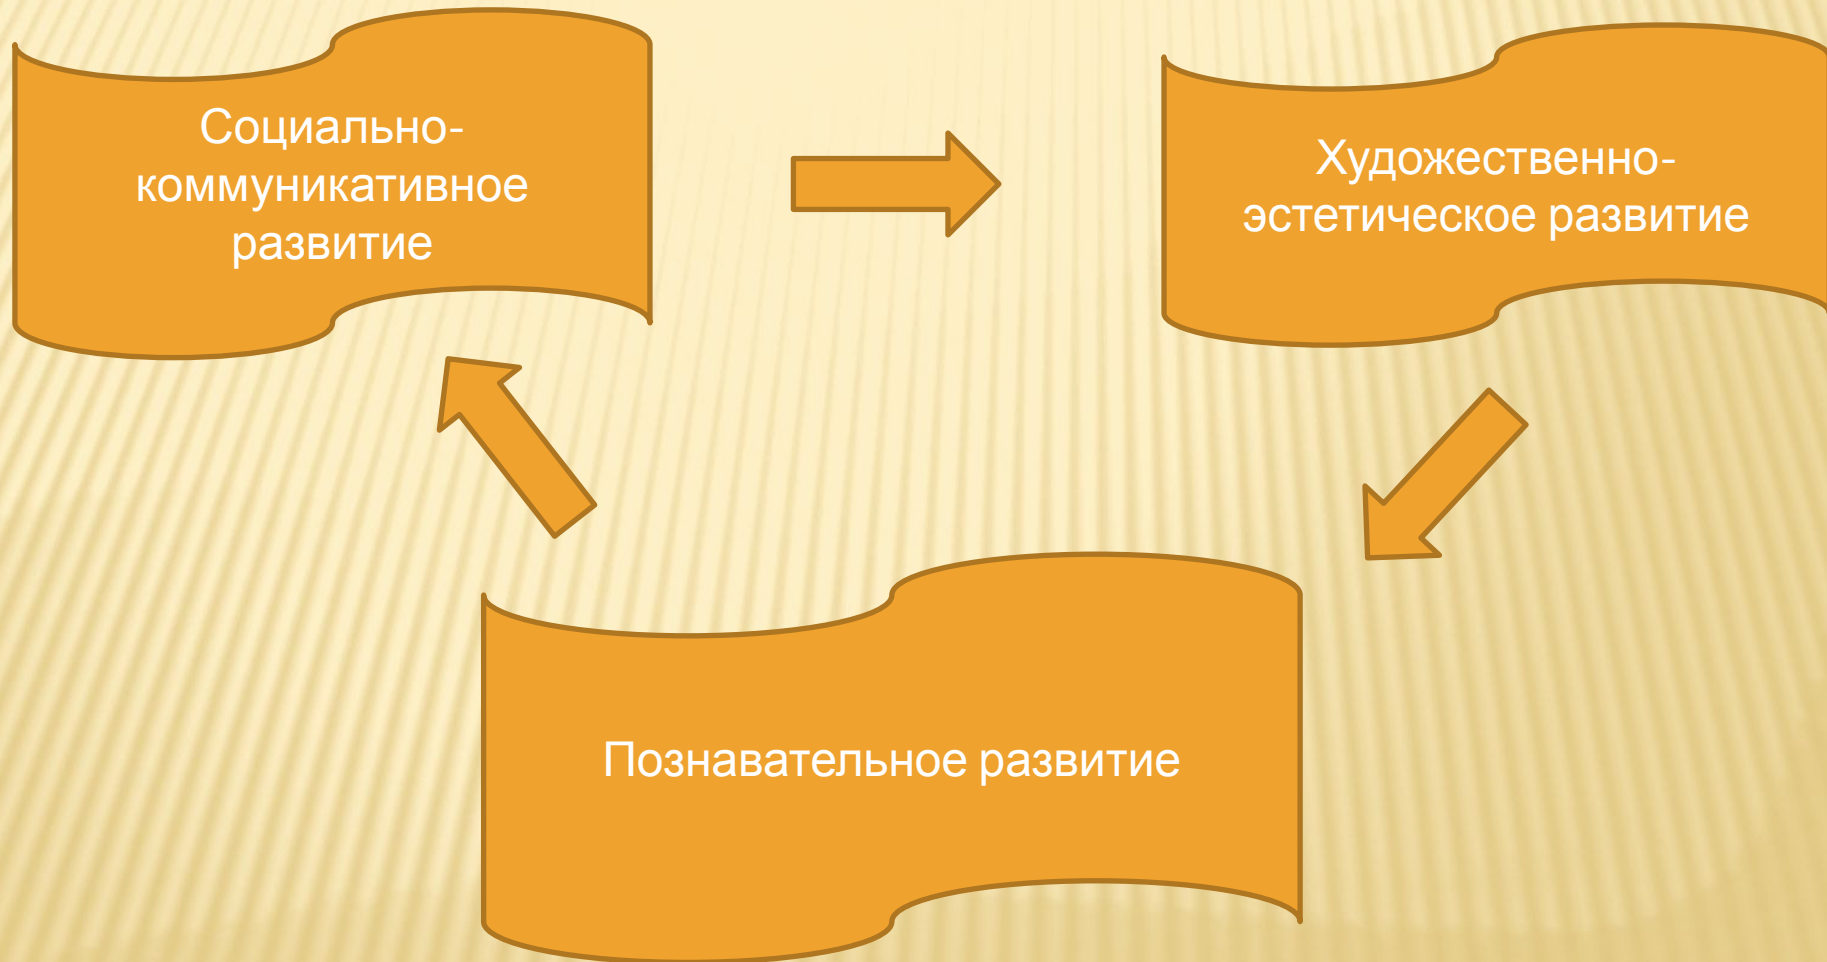 Социально-
коммуникативное
развитие
Художественно-
эстетическое развитие
Познавательное развитие